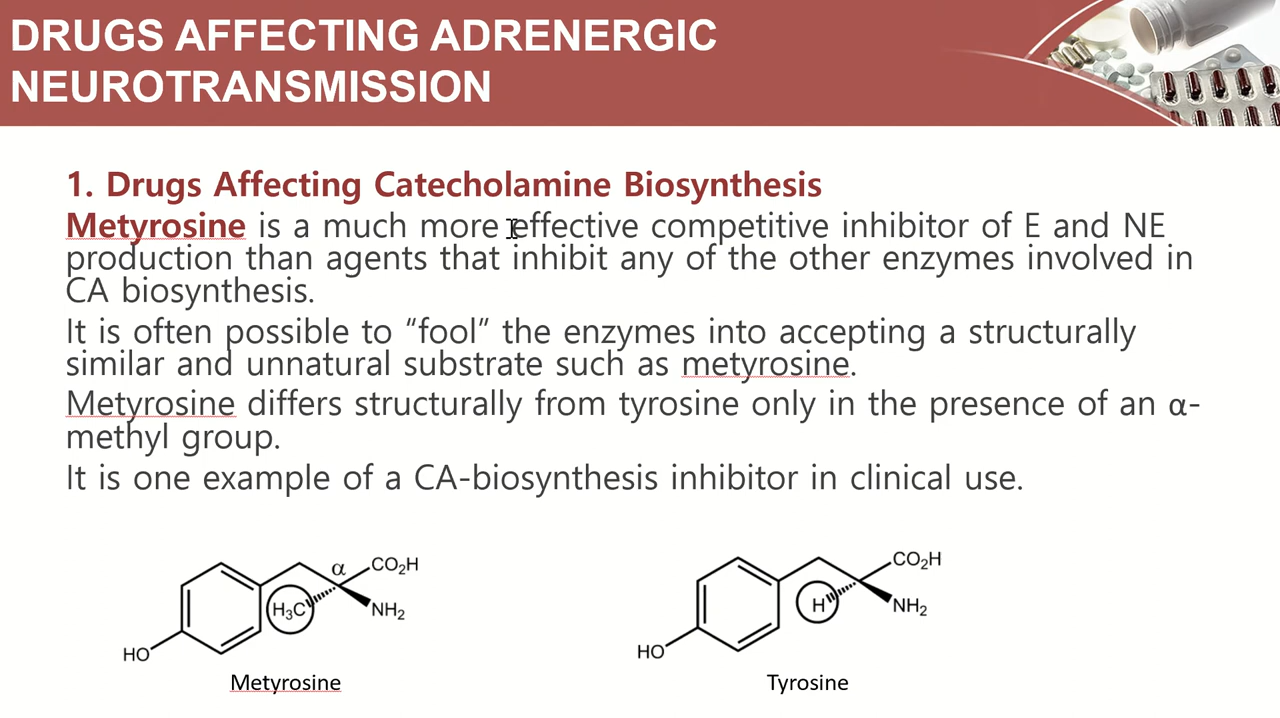 DRUGS AFFECTING ADRENERGIC
NEUROTRANSMISSION
1. Drugs Affecting Catecholamine Biosynthesis
Metyrosine is a much more effective competitive inhibitor of E and NE
production than agents that inhibit any of the other enzymes involved in
CA biosynthesis.
It is often possible to “fool” the enzymes into accepting a structurally
similar and unnatural substrate such as metyrosine.
Metyrosine differs structurally from tyrosine only in the presence of an α-
methyl group.
It is one example of a CA-biosynthesis inhibitor in clinical use.
α CO₂H
H₃C NH₂
HO
Metyrosine
CO₂H
H NH₂
HO
Tyrosine